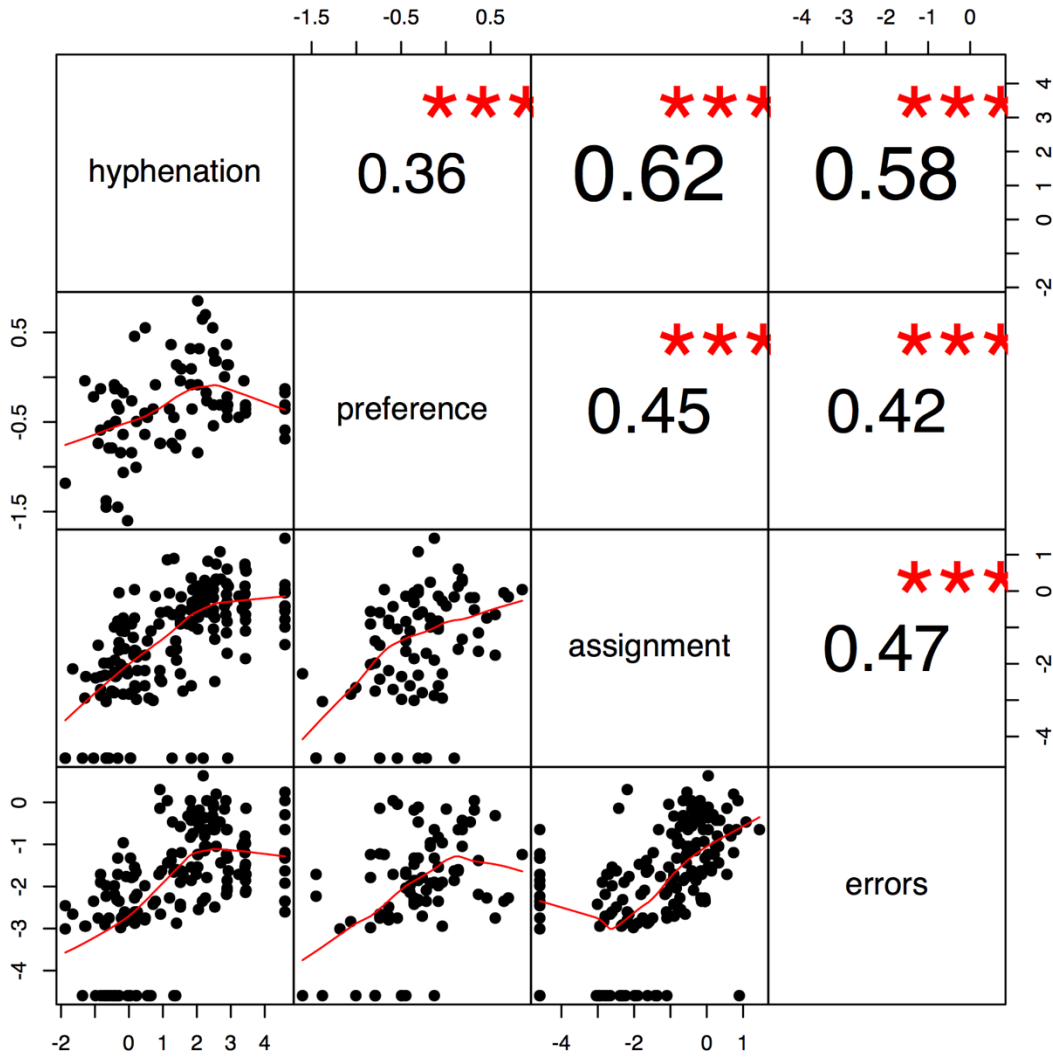 -1.5 -0.5 0.5 -4 -3 -2 -1 0
*** *** ***
hyphenation 0.36 0.62 0.58
-2 0 1 2 3 4
*** ***
preference 0.45 0.42
-1.5 -0.5 0.5
***
assignment 0.47
-4 -2 0 1
errors
-4 -3 -2 -1 0
-2 0 1 2 3 4 -4 -2 0 1